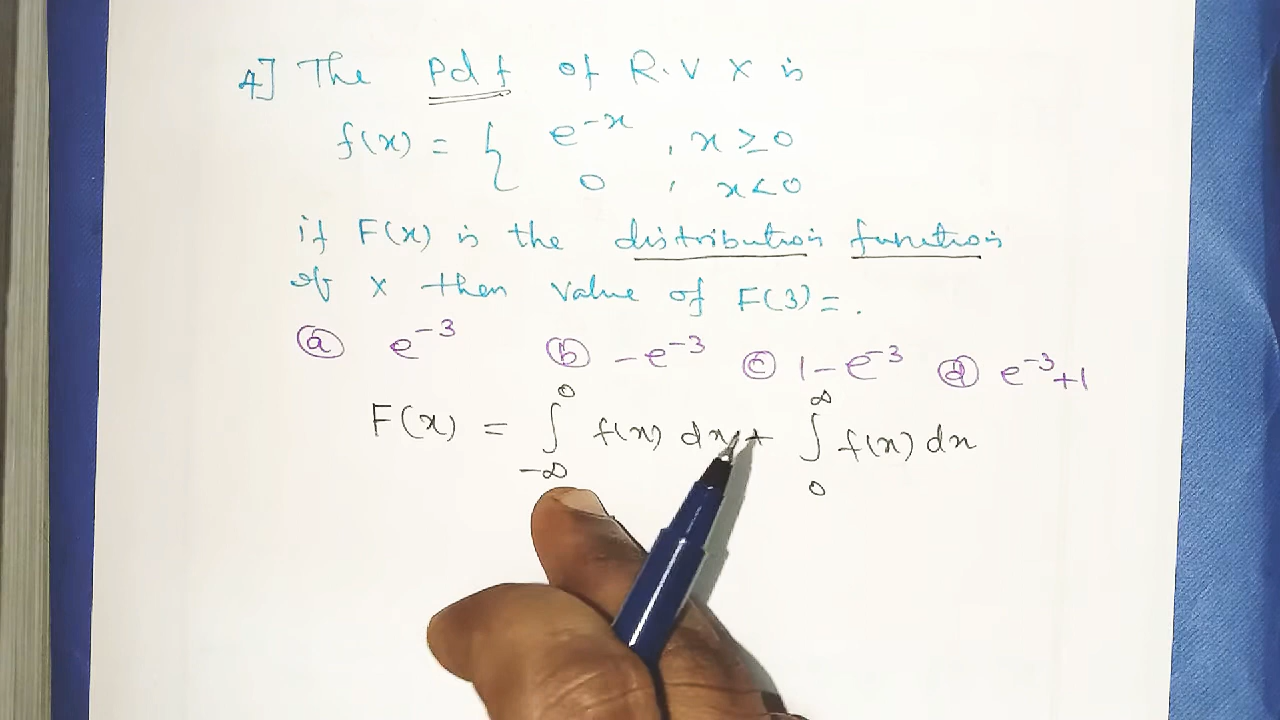 4] The Pdf of R.V X is
f(x) = { e^-x , x ≥ 0
0 , x < 0
if F(x) is the distribution function
of X then value of F(3) = .
(a) e^-3 (b) -e^-3 (c) 1-e^-3 (d) e^-3+1
F(x) = ∫_-∞^0 f(x) dx + ∫_0^∞ f(x) dx